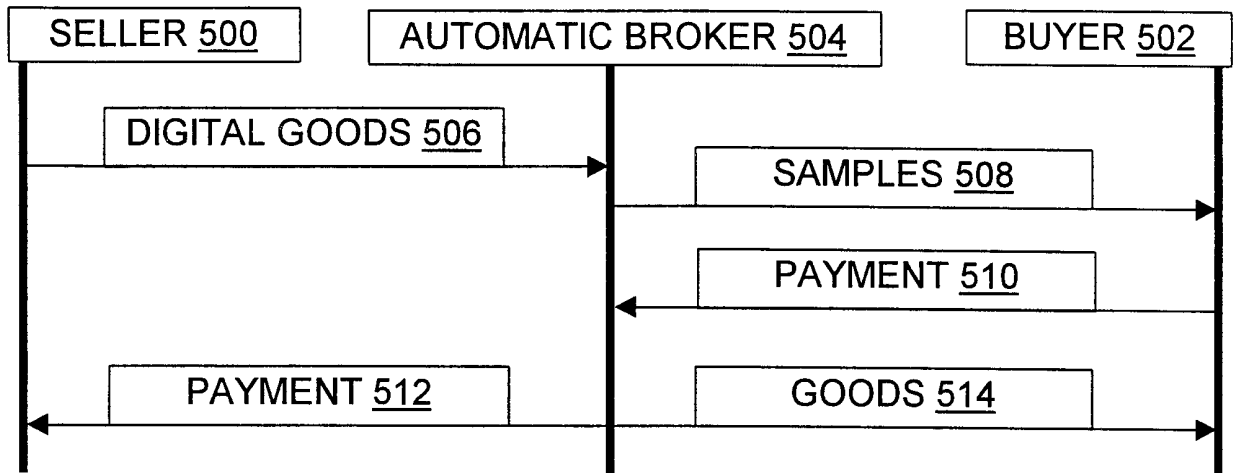 SELLER 500
AUTOMATIC BROKER 504
BUYER 502
DIGITAL GOODS 506
SAMPLES 508
PAYMENT 510
PAYMENT 512
GOODS 514